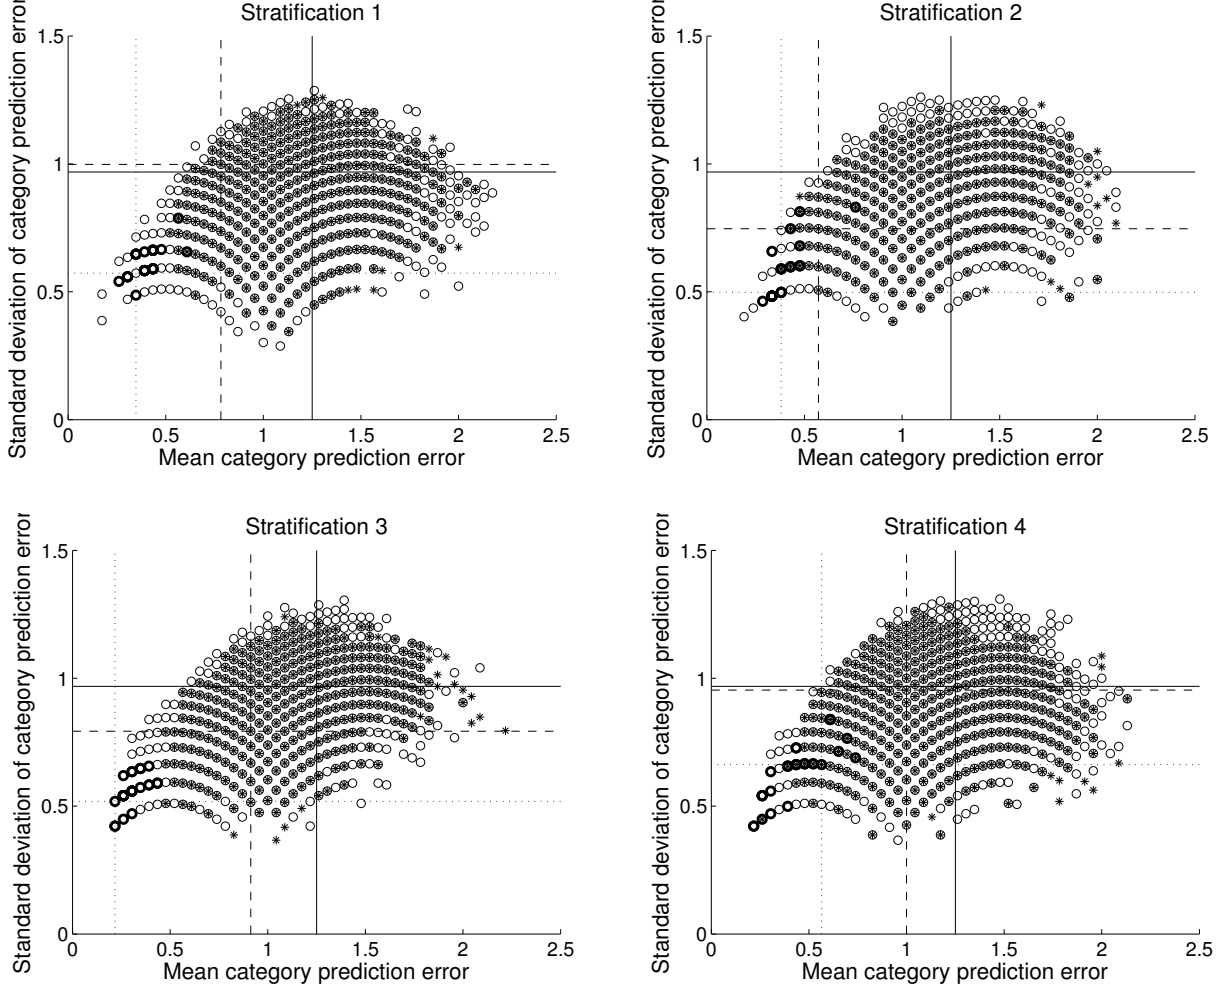 Stratification 1
Standard deviation of category prediction error
1.5
1
0.5
0
0 0.5 1 1.5 2 2.5
Mean category prediction error
Stratification 2
Standard deviation of category prediction error
1.5
1
0.5
0
0 0.5 1 1.5 2 2.5
Mean category prediction error
Stratification 3
Standard deviation of category prediction error
1.5
1
0.5
0
0 0.5 1 1.5 2 2.5
Mean category prediction error
Stratification 4
Standard deviation of category prediction error
1.5
1
0.5
0
0 0.5 1 1.5 2 2.5
Mean category prediction error